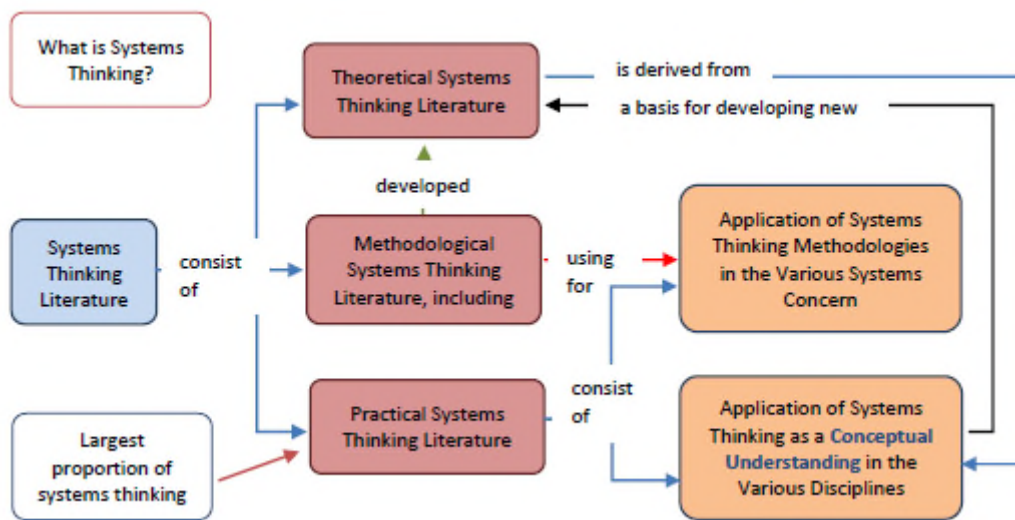 What is Systems
Thinking?
Theoretical Systems
Thinking Literature
is derived from
a basis for developing new
developed
Systems
Thinking
Literature
consist
of
Methodological
Systems Thinking
Literature, including
using
for
Application of Systems
Thinking Methodologies
in the Various Systems
Concern
Largest
proportion of
systems thinking
Practical Systems
Thinking Literature
consist
of
Application of Systems
Thinking as a Conceptual
Understanding in the
Various Disciplines